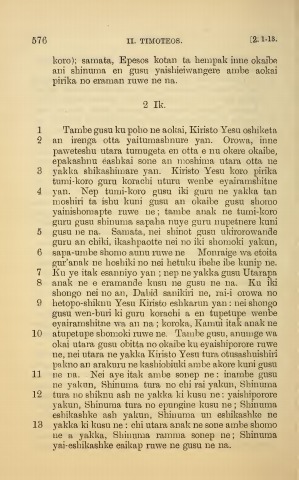 576 II. TIMOTEOS. [2. 1-13.
koro); samata, Epesos kotan ta hempak inne okaibe
ani shinuma en gusu yaishieiwangere ambe aokai
pirika no eraman ruwe ne na.
2 Ik.
1 Tambe gusu ku poho ne aokai, Kiristo Yesu oshiketa
2 an irenga otta yaitumashnure yan. Orowa, inne
paweteshu utara tumugeta en otta e nu okere okaibe,
epakashnu eashkai sone an moshima utara otta ne
3 yakka shikashimare yan. Kiristo Yesu koro pirika
tumi-koro guru korachi uturu wenbe eyairamshitne
4 yan. Nep tumi-koro gusu iki guru ne yakka tan
moshiri ta ishu kuni gusu an okaibe gusu shomo
yainishomapte ruwe ne; tambe anak ne tumi-koro
guru gusu shinuma sapaha nuye guru nupetnere kuni
5 gusu ne na. Samata, nei shinot gusu ukirorowande
guru an chiki, ikashpaotte nei no iki shomoki yakun,
6 sapa-umbe shomo aunu ruwe ne Mounraige wa etoita
gur'anak ne hoshiki no nei hetuku ibebe ibe kunip ne.
7 Ku ye itak esanniyo yan; nep ne yakka gusu Utarapa
8 anak ne e eramande kusu ne gusu ne na. Ku iki
shongo nei no an, Dabid sanikiri ne, rai-i orowa no
9 hetopo-shiknu Yesu Kiristo eshkarun yan: nei shongo
gusu wen-buri ki guru korachi a en tupetupe wenbe
eyairamshitne wa an na; koroka, Kamui itak anak ne
10 atupetupe shomoki ruwe ne. Tambe gusu, anumge wa
okai utara gusu obitta no okaibe ku eyaishiporore ruwe
ne, nei utara ne yakka Kiristo Yesu tura otusashuishiri
pakno an arakuru ne kashiobiuki ambe akore kuni gusu
11 ne na. Nei aye itak ambe sonep ne: inambe gusu
ne yakun, Shinuma tura no chi rai yakun, Shinuma
12 tura no shiknu ash ne yakka ki kusu ne: yaishiporore
yakun, Shinuma tura no epungine kusu ne; Shinuma
eshikashke ash yakun, Shinuma un eshikashke ne
13 yakka ki kusu ne: chi utara anak ne sone ambe shomo
ne a yakka, Shinuma ramma sonep ne; Shinuma
yai-eshikashke eaikap ruwe ne gusu ne na.